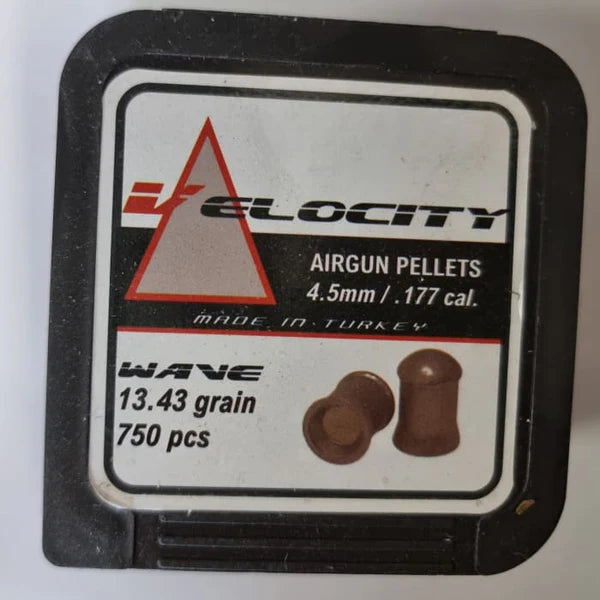 VELOCITY
AIRGUN PELLETS
4.5mm / .177 cal.
MADE IN TURKEY
WAVE
13.43 grain
750 pcs